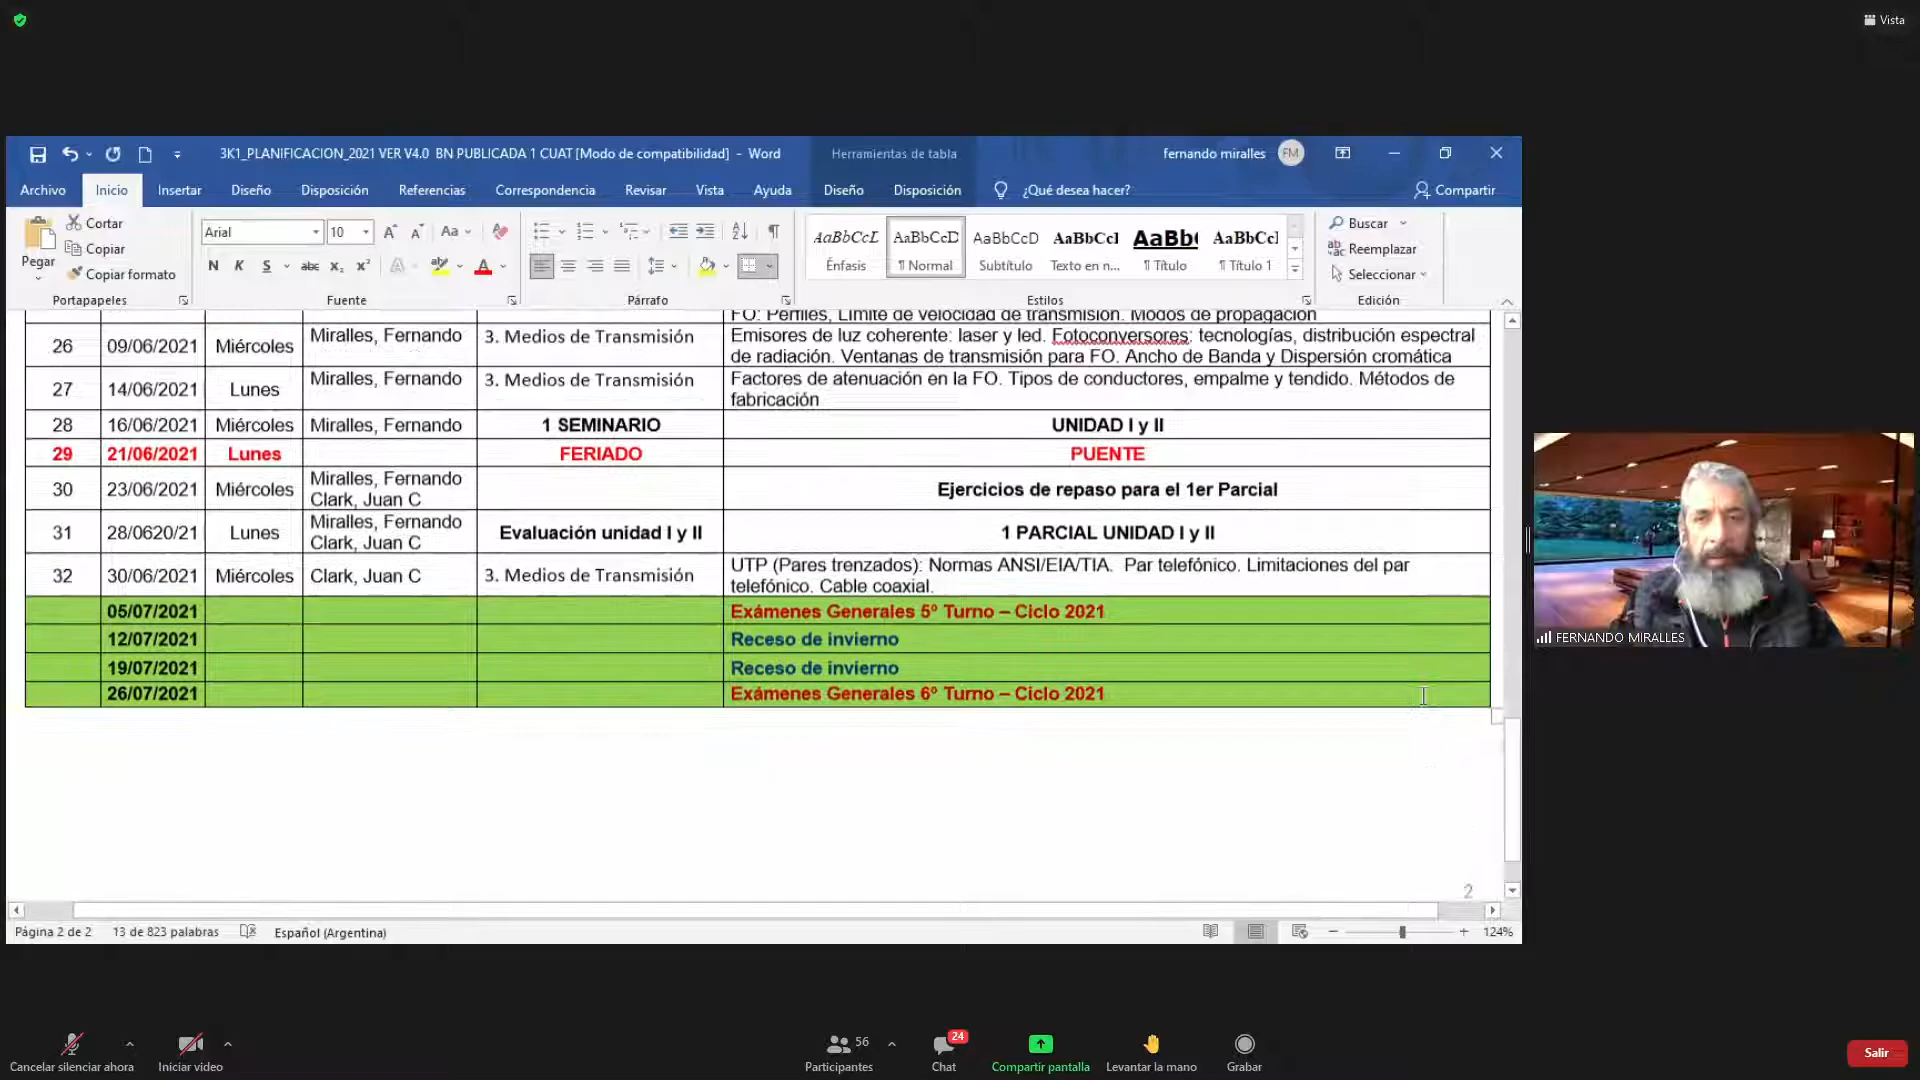 Vista
3K1_PLANIFICACION_2021 VER V4.0 BN PUBLICADA 1 CUAT [Modo de compatibilidad] - Word
Herramientas de tabla
fernando miralles
FM
Archivo Inicio Insertar Diseño Disposición Referencias Correspondencia Revisar Vista Ayuda Diseño Disposición ¿Qué desea hacer? Compartir
Pegar
Cortar
Copiar
Copiar formato
Portapapeles
Arial 10
N K S abc x₂ x²
Fuente
Párrafo
AaBbCcL Énfasis
AaBbCcD ¶ Normal
AaBbCcD Subtítulo
AaBbCcI Texto en n...
AaBb( ¶ Título
AaBbCcI ¶ Título 1
Estilos
Buscar
Reemplazar
Seleccionar
Edición
FO: Perfiles, Límite de velocidad de transmisión. Modos de propagación
26 09/06/2021 Miércoles Miralles, Fernando 3. Medios de Transmisión Emisores de luz coherente: laser y led. Fotoconversores: tecnologías, distribución espectral
de radiación. Ventanas de transmisión para FO. Ancho de Banda y Dispersión cromática
27 14/06/2021 Lunes Miralles, Fernando 3. Medios de Transmisión Factores de atenuación en la FO. Tipos de conductores, empalme y tendido. Métodos de
fabricación
28 16/06/2021 Miércoles Miralles, Fernando 1 SEMINARIO UNIDAD I y II
29 21/06/2021 Lunes FERIADO PUENTE
30 23/06/2021 Miércoles Miralles, Fernando
Clark, Juan C Ejercicios de repaso para el 1er Parcial
31 28/0620/21 Lunes Miralles, Fernando
Clark, Juan C Evaluación unidad I y II 1 PARCIAL UNIDAD I y II
32 30/06/2021 Miércoles Clark, Juan C 3. Medios de Transmisión UTP (Pares trenzados): Normas ANSI/EIA/TIA. Par telefónico. Limitaciones del par
telefónico. Cable coaxial.
05/07/2021 Exámenes Generales 5º Turno – Ciclo 2021
12/07/2021 Receso de invierno
19/07/2021 Receso de invierno
26/07/2021 Exámenes Generales 6º Turno – Ciclo 2021
2
Página 2 de 2 13 de 823 palabras Español (Argentina) 124%
FERNANDO MIRALLES
Cancelar silenciar ahora
Iniciar video
56
Participantes
24
Chat
Compartir pantalla
Levantar la mano
Grabar
Salir